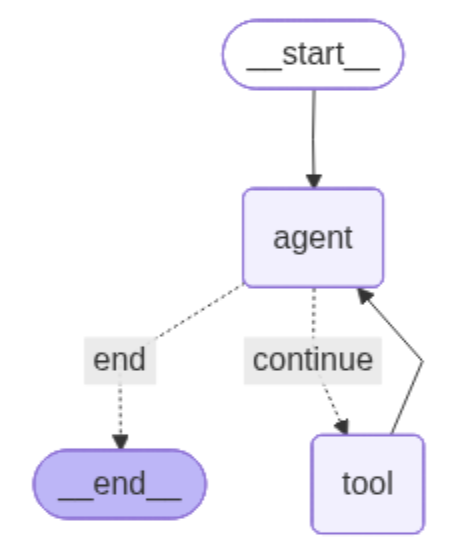 __start__
agent
end
continue
__end__
tool